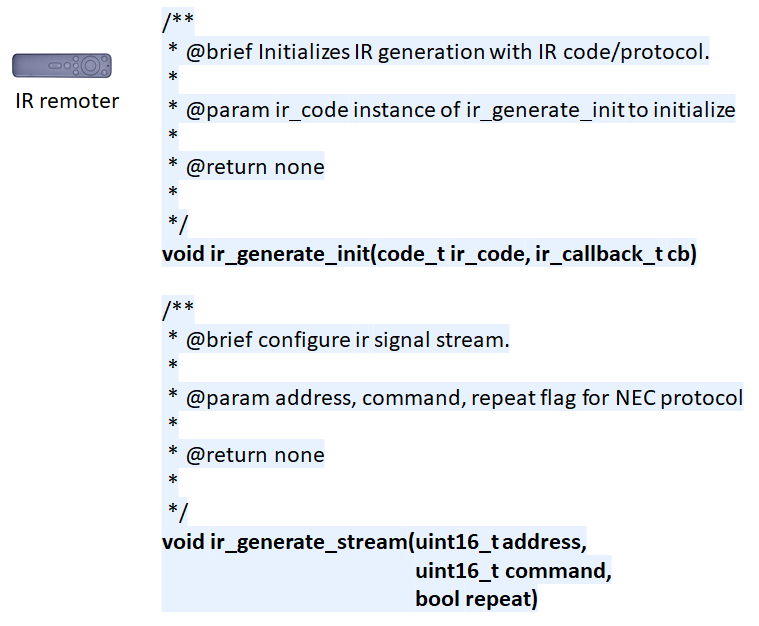 IR remoter
/**
* @brief Initializes IR generation with IR code/protocol.
*
* @param ir_code instance of ir_generate_init to initialize
*
* @return none
*
*/
void ir_generate_init(code_t ir_code, ir_callback_t cb)
/**
* @brief configure ir signal stream.
*
* @param address, command, repeat flag for NEC protocol
*
* @return none
*
*/
void ir_generate_stream(uint16_t address,
uint16_t command,
bool repeat)